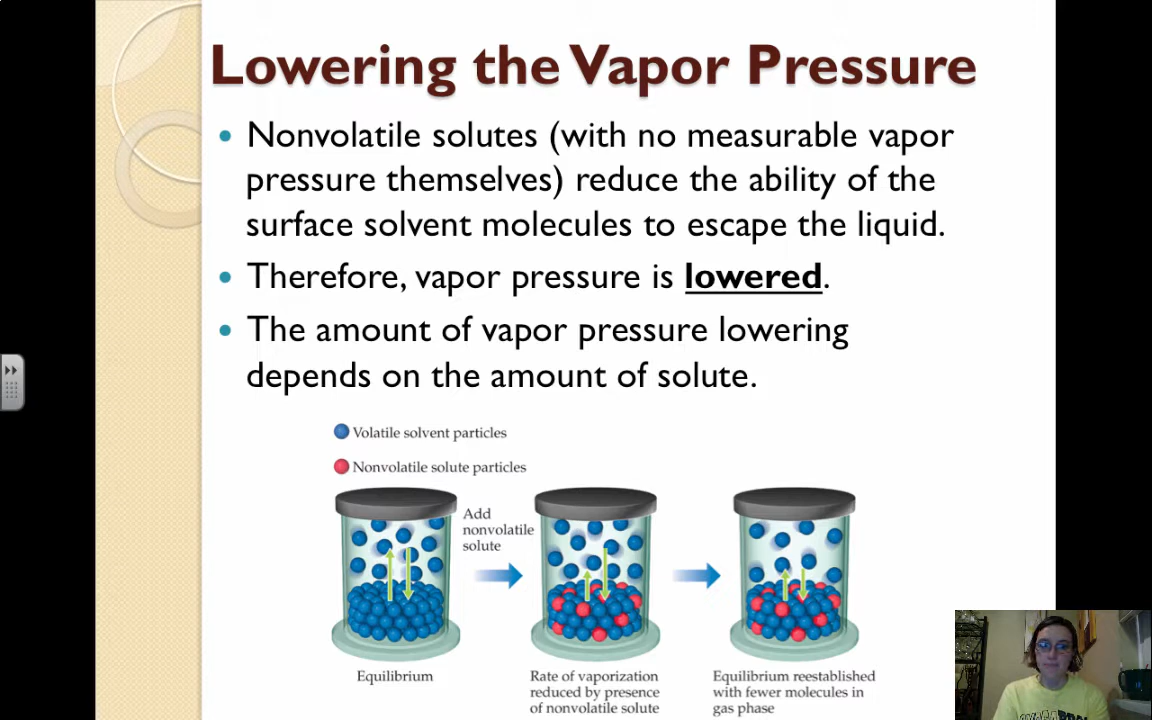 Lowering the Vapor Pressure
Nonvolatile solutes (with no measurable vapor
pressure themselves) reduce the ability of the
surface solvent molecules to escape the liquid.
Therefore, vapor pressure is lowered.
The amount of vapor pressure lowering
depends on the amount of solute.
Volatile solvent particles
Nonvolatile solute particles
Add
nonvolatile
solute
Equilibrium
Rate of vaporization
reduced by presence
of nonvolatile solute
Equilibrium reestablished
with fewer molecules in
gas phase